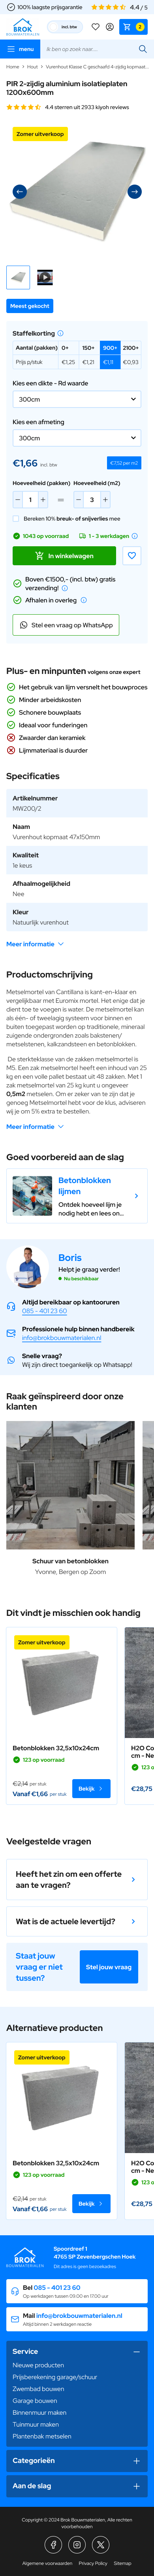 100% laagste prijsgarantie 4.4 / 5
BROK
BOUWMATERIALEN
Incl. btw
2
menu
Ik ben op zoek naar ...
Home > Hout > Vurenhout Klasse C geschaafd 4-zijdig kopmaat...
PIR 2-zijdig aluminium isolatieplaten
1200x600mm
4.4 sterren uit 2933 kiyoh reviews
Zomer uitverkoop
Meest gekocht
Staffelkorting
Aantal (pakken) 0+ 150+ 900+ 2100+
Prijs p/stuk €1,25 €1,21 €1,11 €0,93
Kies een dikte - Rd waarde
300cm
Kies een afmeting
300cm
€1,66 incl. btw
€7,52 per m2
Hoeveelheid (pakken) Hoeveelheid (m2)
1 = 3
Bereken 10% breuk- of snijverlies mee
1043 op voorraad 1 - 3 werkdagen
In winkelwagen
Boven €1500,- (incl. btw) gratis
verzending!
Afhalen in overleg
Stel een vraag op WhatsApp
Plus- en minpunten volgens onze expert
Het gebruik van lijm versnelt het bouwproces
Minder arbeidskosten
Schonere bouwplaats
Ideaal voor funderingen
Zwaarder dan keramiek
Lijmmateriaal is duurder
Specificaties
Artikelnummer
MW200/2
Naam
Vurenhout kopmaat 47x150mm
Kwaliteit
1e keus
Afhaalmogelijkheid
Nee
Kleur
Natuurlijk vurenhout
Meer informatie
Productomschrijving
Metselmortel van Cantillana is kant-en-klaar en
vergelijkbaar met Euromix. Het enige dat je hoeft
te doen, is water toevoegen en het is klaar voor
gebruik. De mortel is geschikt voor zowel binnen
als buiten en kan worden toegepast op droge of
matig zuigende ondergronden zoals baksteen/
metselstenen, kalkzandstenen of betonblokken.
De sterkteklasse van de zakken metselmortel is
M5. Een zak metselmortel heeft een inhoud van 25
kg en een volle pallet bestaat uit 48 zakken. Met 1
zak van 25 kg kun je ongeveer een oppervlak van
0,5m2 metselen. Om er zeker van te zijn dat je
genoeg Metselmortel hebt voor de klus, adviseren
wij je om 5% extra te bestellen.
Meer informatie
Goed voorbereid aan de slag
Betonblokken
lijmen
Ontdek hoeveel lijm je
nodig hebt en lees on...
Boris
Helpt je graag verder!
Nu beschikbaar
Altijd bereikbaar op kantooruren
085 - 401 23 60
Professionele hulp binnen handbereik
info@brokbouwmaterialen.nl
Snelle vraag?
Wij zijn direct toegankelijk op Whatsapp!
Raak geïnspireerd door onze
klanten
Schuur van betonblokken
Yvonne, Bergen op Zoom
Dit vindt je misschien ook handig
Zomer uitverkoop
Betonblokken 32,5x10x24cm
123 op voorraad
€2,14 per stuk
Vanaf €1,66 per stuk
Bekijk
H2O Co
cm - Ne
123 o
€28,75
Veelgestelde vragen
Heeft het zin om een offerte
aan te vragen?
Wat is de actuele levertijd?
Staat jouw
vraag er niet
tussen?
Stel jouw vraag
Alternatieve producten
Zomer uitverkoop
Betonblokken 32,5x10x24cm
123 op voorraad
€2,14 per stuk
Vanaf €1,66 per stuk
Bekijk
H2O Co
cm - Ne
123 o
€28,75
BROK
BOUWMATERIALEN
Spoordreef 1
4765 SP Zevenbergschen Hoek
Dit adres is geen bezoekadres
Bel 085 - 401 23 60
Op werkdagen tussen 09:00 en 17:00 uur
Mail info@brokbouwmaterialen.nl
Altijd binnen 2 werkdagen reactie
Service
Nieuwe producten
Prijsberekening garage/schuur
Zwembad bouwen
Garage bouwen
Binnenmuur maken
Tuinmuur maken
Plantenbak metselen
Categorieën
Aan de slag
Copyright © 2024 Brok Bouwmaterialen. Alle rechten
voorbehouden
Algemeen voorwaarden Privacy Policy Sitemap